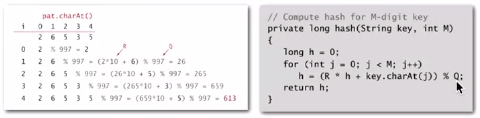 pat.charAt()
i 0 1 2 3 4
2 6 5 3 5
0 2 % 997 = 2
R Q
1 2 6 % 997 = (2*10 + 6) % 997 = 26
2 2 6 5 % 997 = (26*10 + 5) % 997 = 265
3 2 6 5 3 % 997 = (265*10 + 3) % 997 = 659
4 2 6 5 3 5 % 997 = (659*10 + 5) % 997 = 613
// Compute hash for M-digit key
private long hash(String key, int M)
{
long h = 0;
for (int j = 0; j < M; j++)
h = (R * h + key.charAt(j)) % Q;
return h;
}